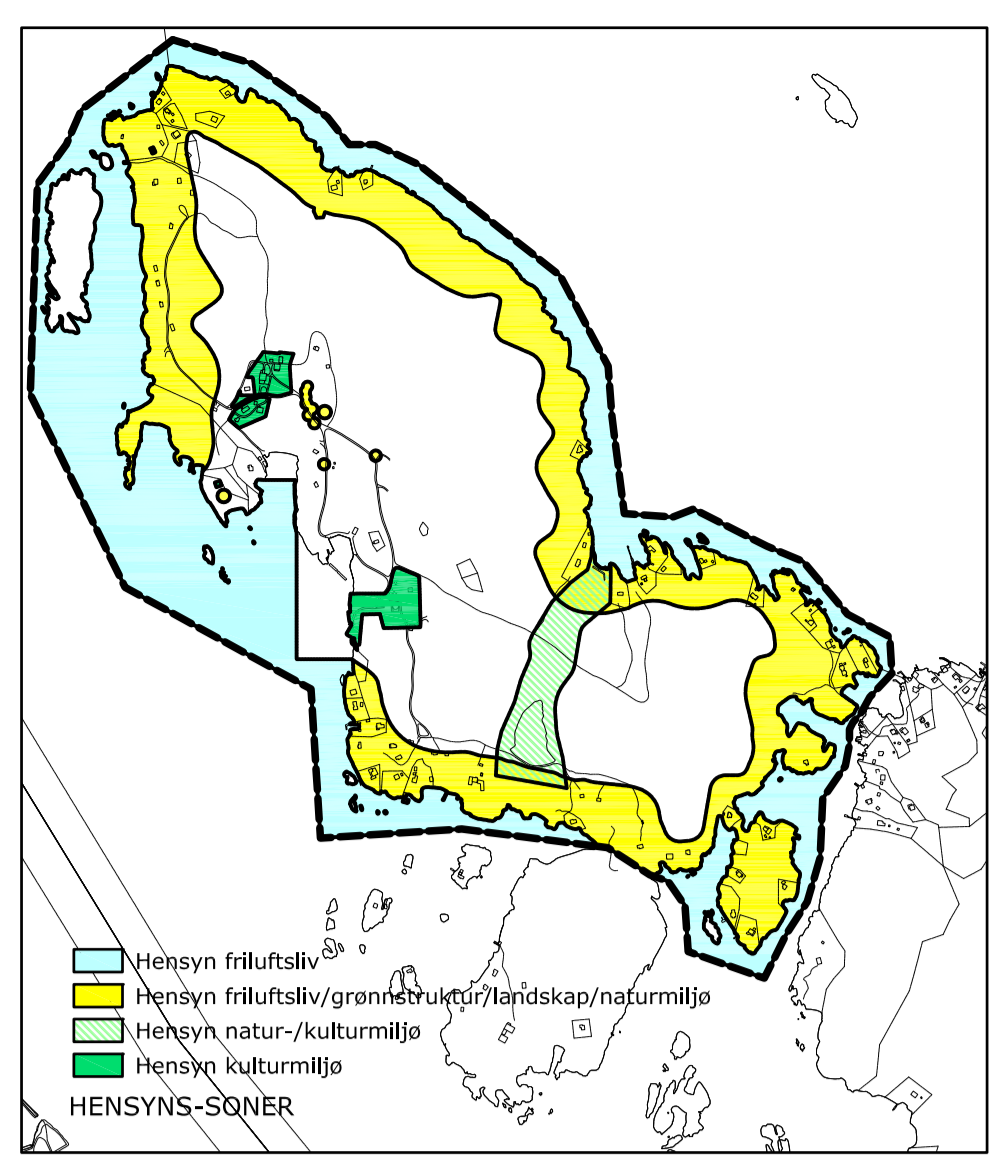 Hensyn friluftsliv
Hensyn friluftsliv/grønnstruktur/landskap/naturmiljø
Hensyn natur-/kulturmiljø
Hensyn kulturmiljø
HENSYNS-SONER